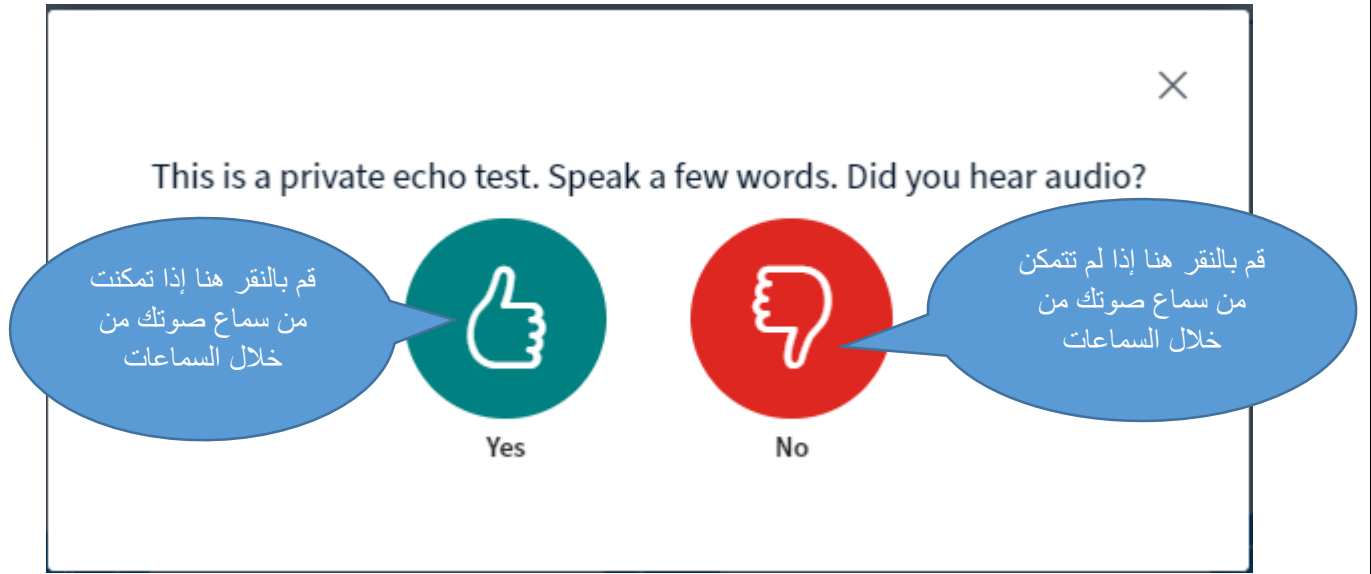 This is a private echo test. Speak a few words. Did you hear audio?
قم بالنقر هنا إذا تمكنت
من سماع صوتك من
خلال السماعات
قم بالنقر هنا إذا لم تتمكن
من سماع صوتك من
خلال السماعات
Yes
No